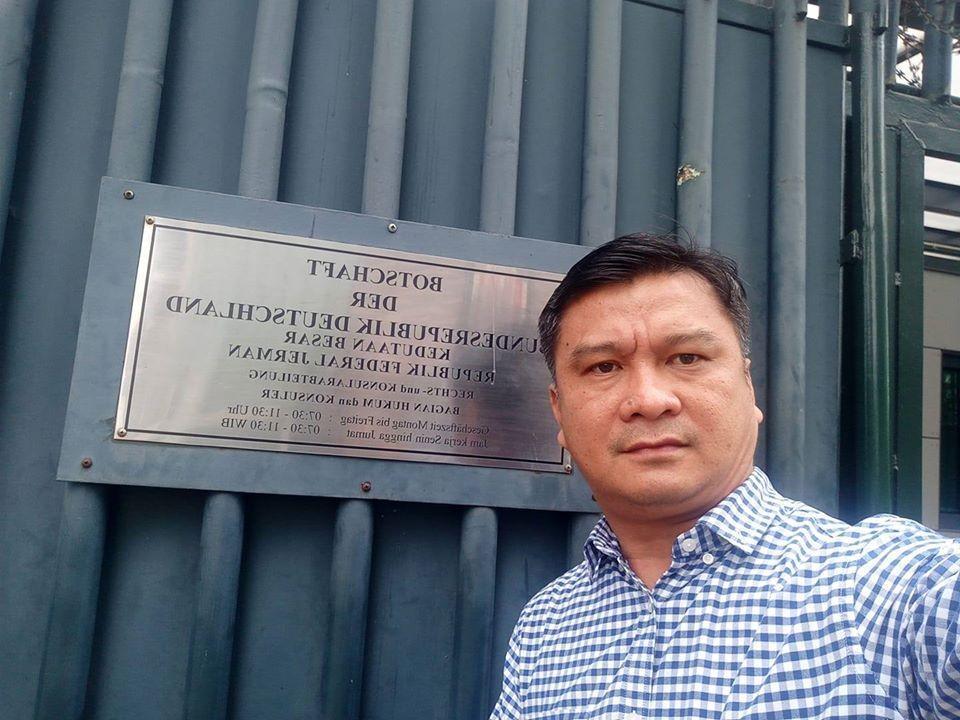 BOTSCHAFT
DER
BUNDESREPUBLIK DEUTSCHLAND
KEDUTAAN BESAR
REPUBLIK FEDERAL JERMAN
RECHTS- und KONSULARABTEILUNG
BAGIAN HUKUM dan KONSULER
Geschäftszeit Montag bis Freitag : 07:30 - 11:30 Uhr
Jam kerja Senin hingga Jumat : 07:30 - 11:30 WIB